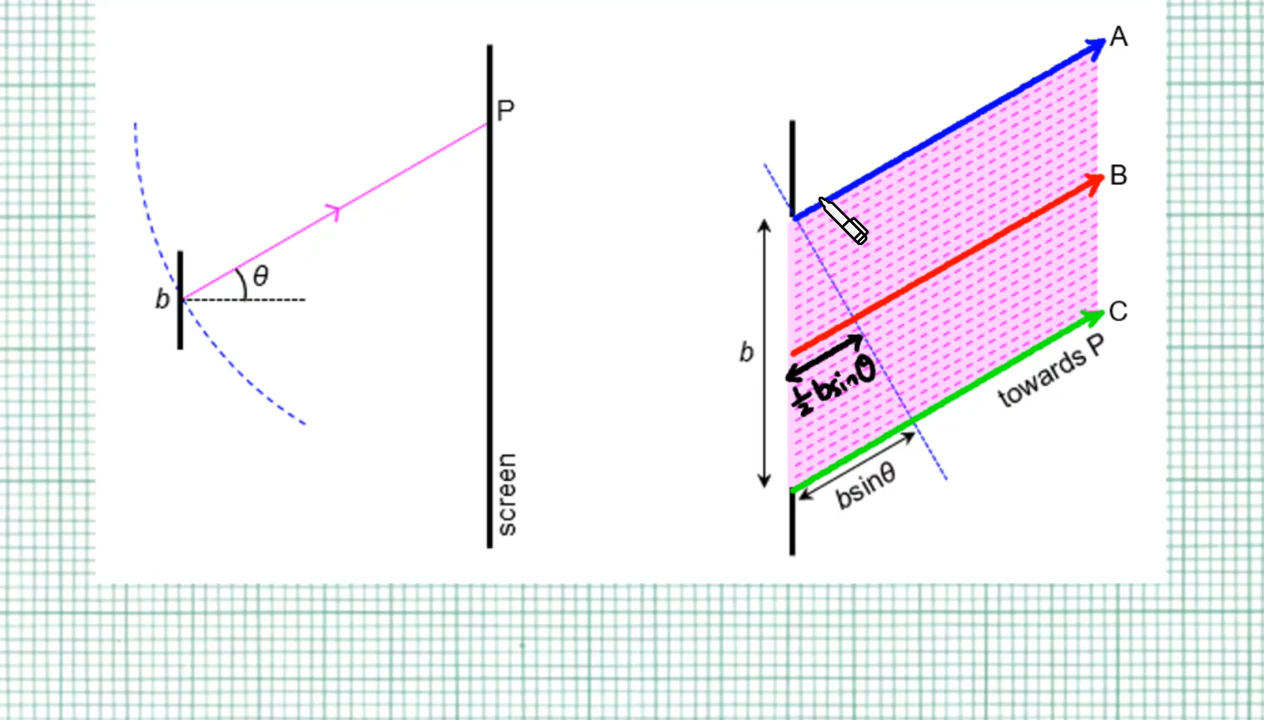 P
θ
b
screen
A
B
C
b
½ bsinθ
bsinθ
towards P